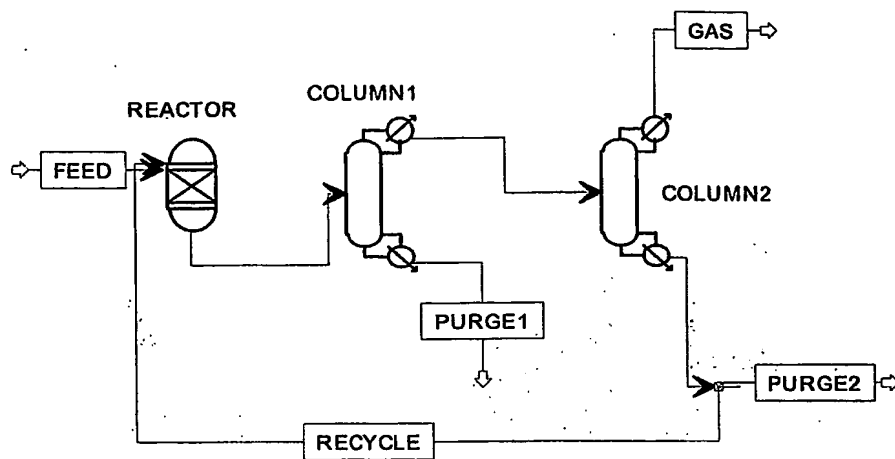 GAS
COLUMN1
REACTOR
FEED
COLUMN2
PURGE1
PURGE2
RECYCLE